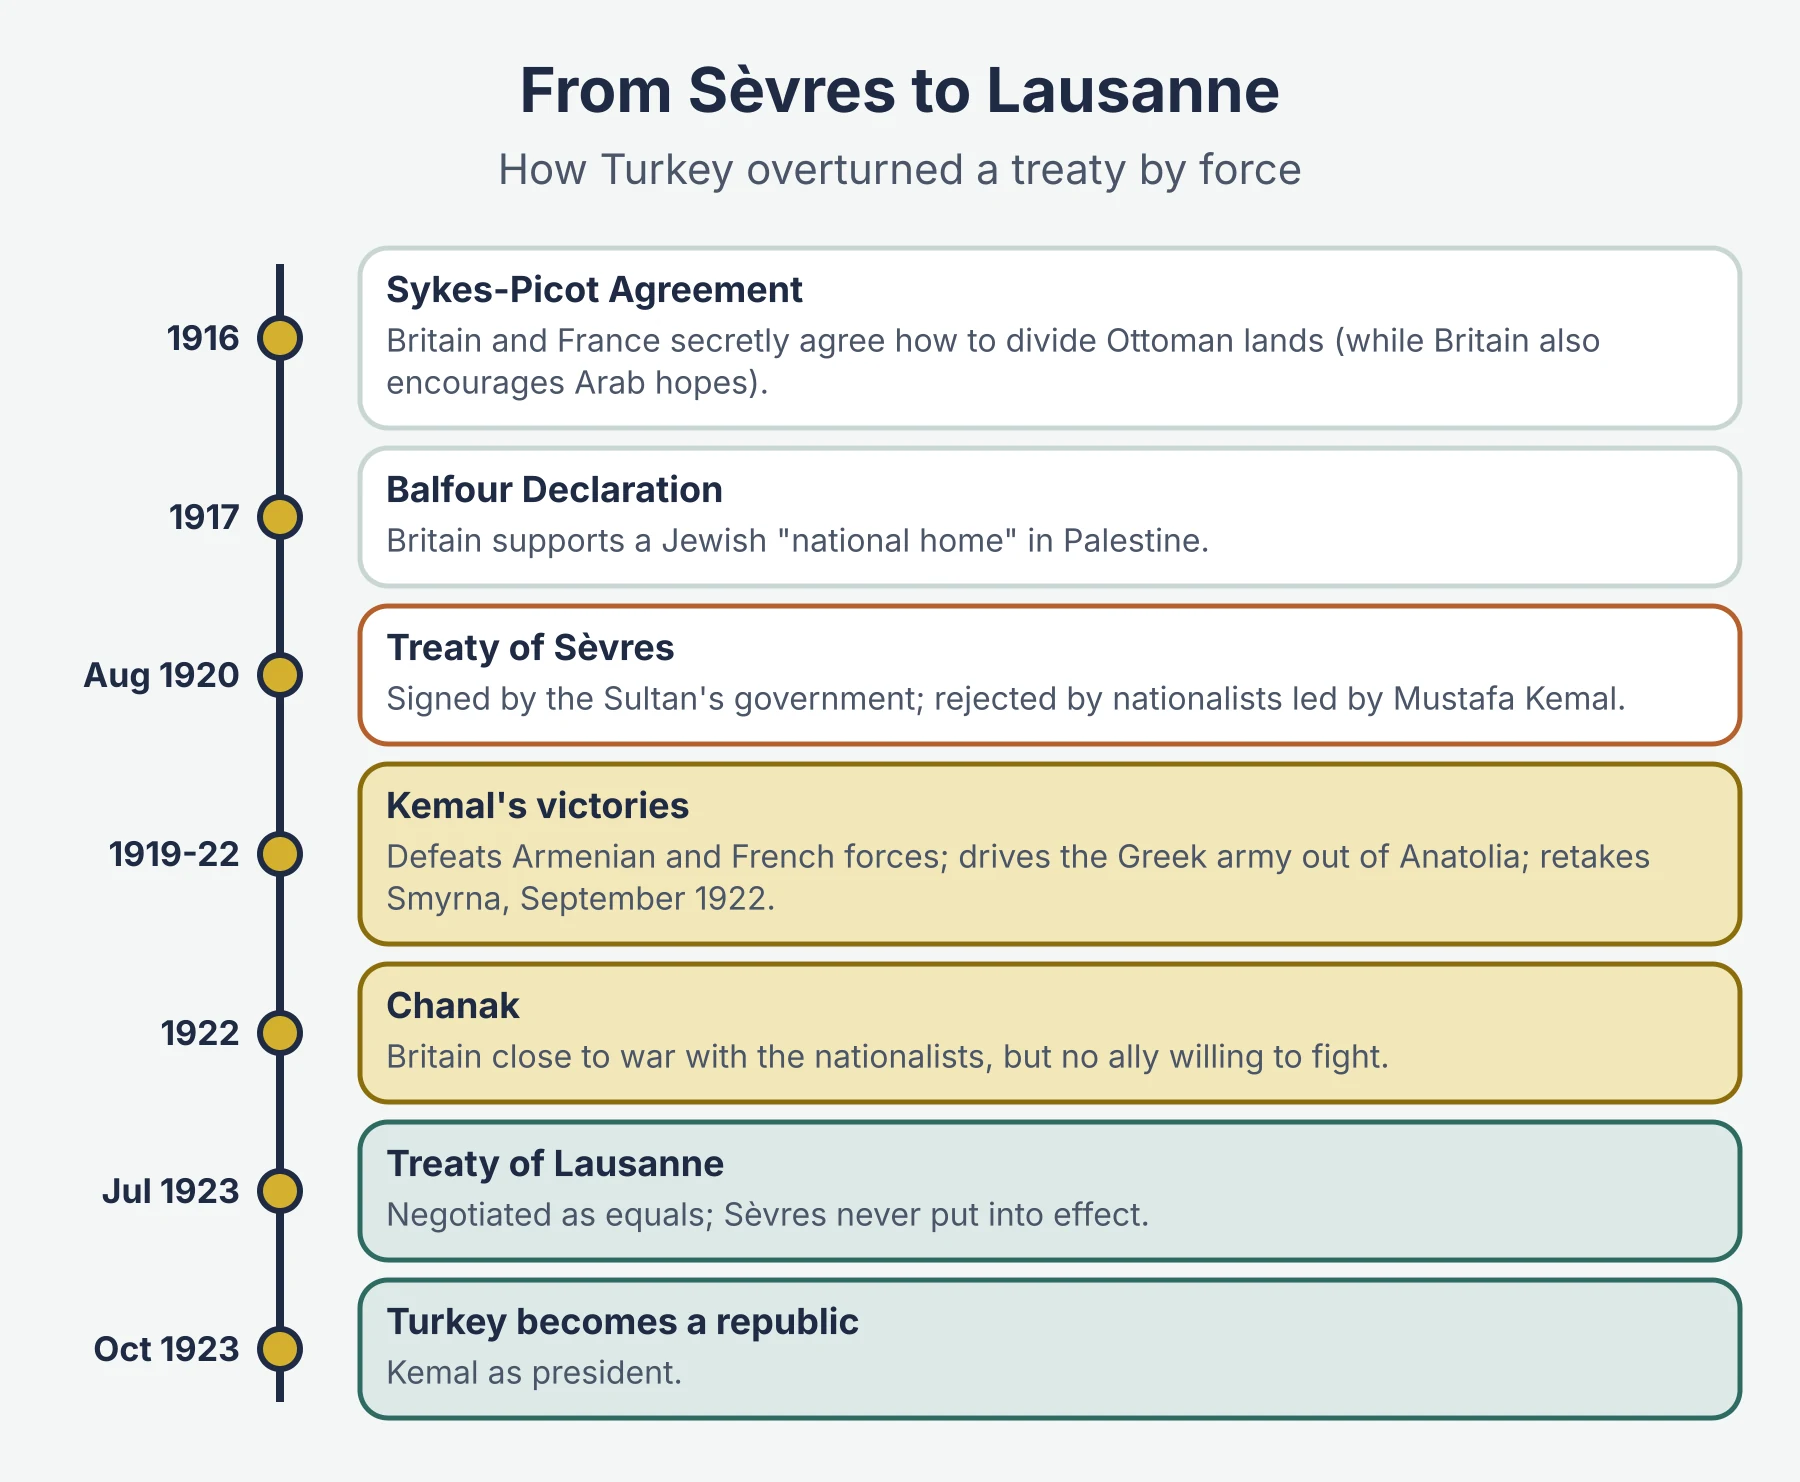 From Sèvres to Lausanne
How Turkey overturned a treaty by force
1916
Sykes-Picot Agreement
Britain and France secretly agree how to divide Ottoman lands (while Britain also
encourages Arab hopes).
1917
Balfour Declaration
Britain supports a Jewish "national home" in Palestine.
Aug 1920
Treaty of Sèvres
Signed by the Sultan's government; rejected by nationalists led by Mustafa Kemal.
1919-22
Kemal's victories
Defeats Armenian and French forces; drives the Greek army out of Anatolia; retakes
Smyrna, September 1922.
1922
Chanak
Britain close to war with the nationalists, but no ally willing to fight.
Jul 1923
Treaty of Lausanne
Negotiated as equals; Sèvres never put into effect.
Oct 1923
Turkey becomes a republic
Kemal as president.